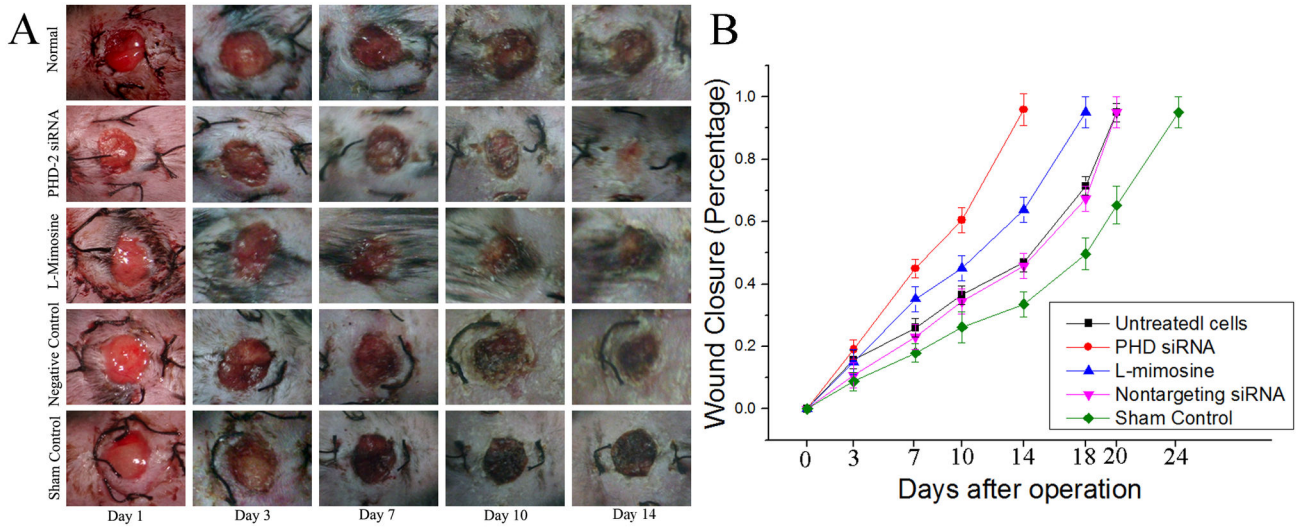 A
Normal
PHD-2 siRNA
L-Mimosine
Negative Control
Sham Control
Day 1
Day 3
Day 7
Day 10
Day 14
B
Wound Closure (Percentage)
1.0
0.8
0.6
0.4
0.2
0.0
0
3
7
10
14
18
20
24
Days after operation
Untreatedl cells
PHD siRNA
L-mimosine
Nontargeting siRNA
Sham Control